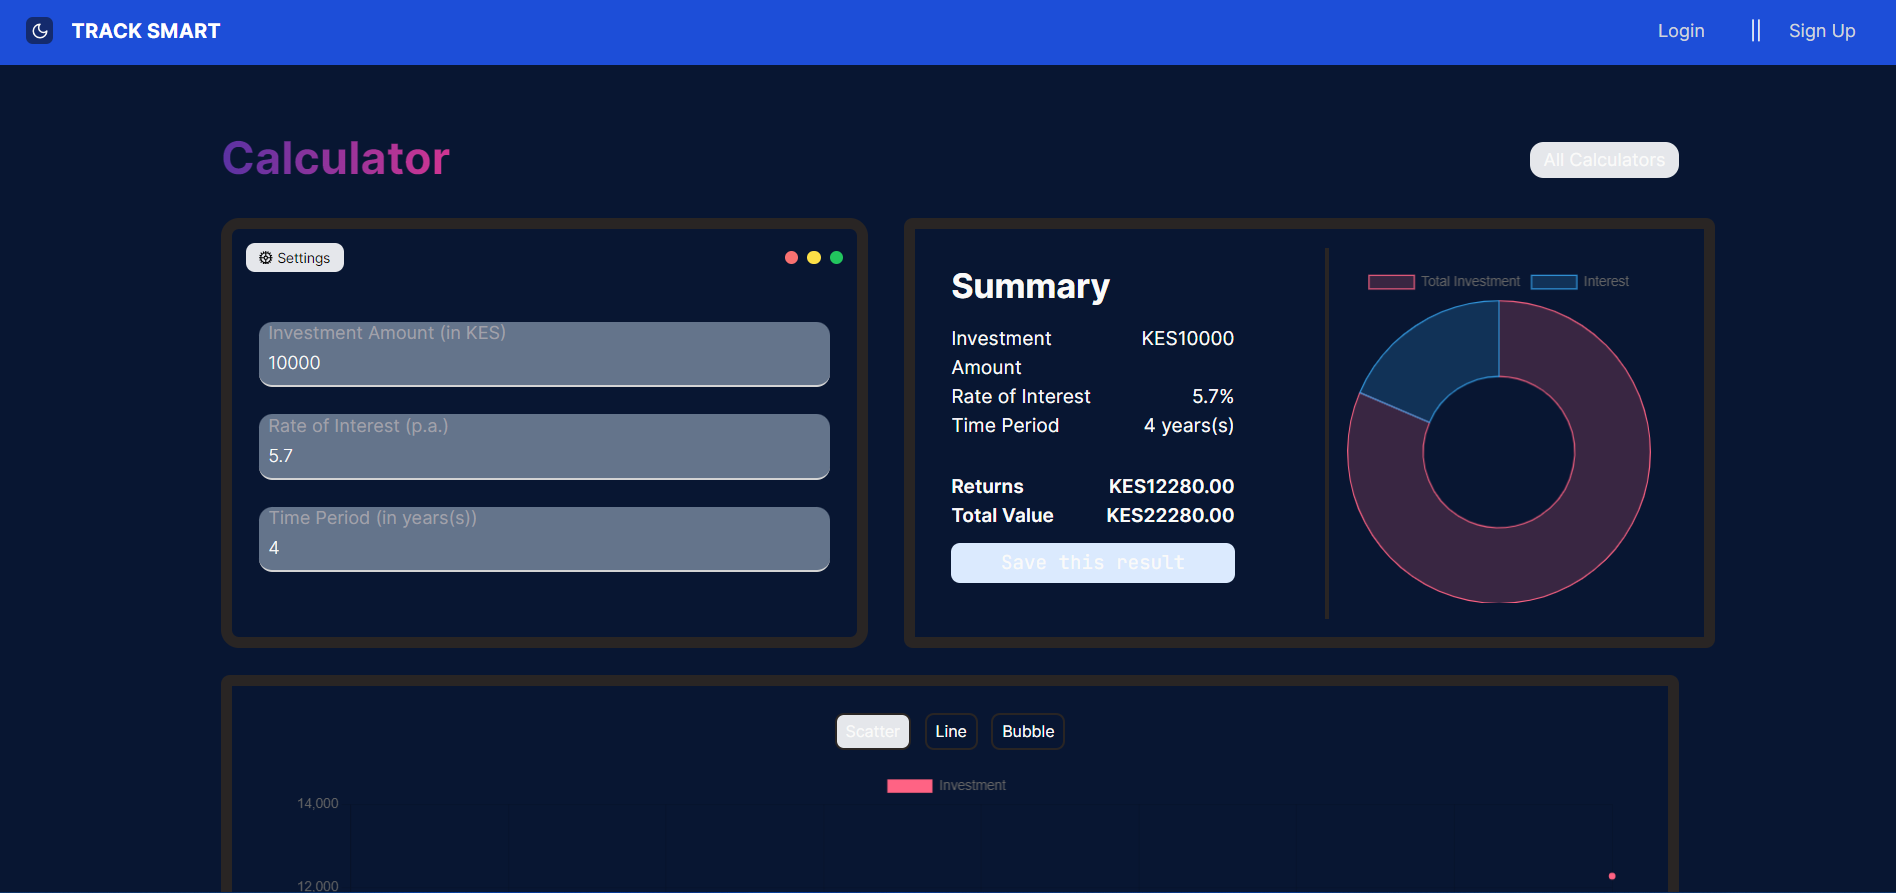 TRACK SMART
Login
||
Sign Up
Calculator
All Calculators
Settings
Investment Amount (in KES)
10000
Rate of Interest (p.a.)
5.7
Time Period (in years(s))
4
Summary
Investment Amount KES10000
Rate of Interest 5.7%
Time Period 4 years(s)
Returns KES12280.00
Total Value KES22280.00
Save this result
Total Investment
Interest
Scatter
Line
Bubble
Investment
14,000
12,000